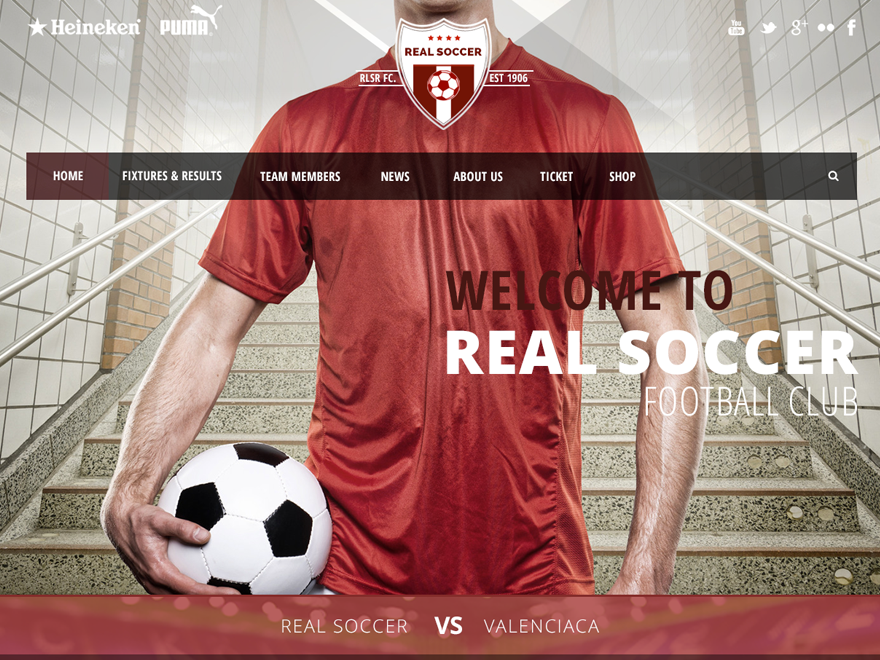 Heineken
PUMA
You
Tube
g+
f
REAL SOCCER
RLSR FC.
EST 1906
HOME
FIXTURES & RESULTS
TEAM MEMBERS
NEWS
ABOUT US
TICKET
SHOP
WELCOME TO
REAL SOCCER
FOOTBALL CLUB
REAL SOCCER VS VALENCIACA